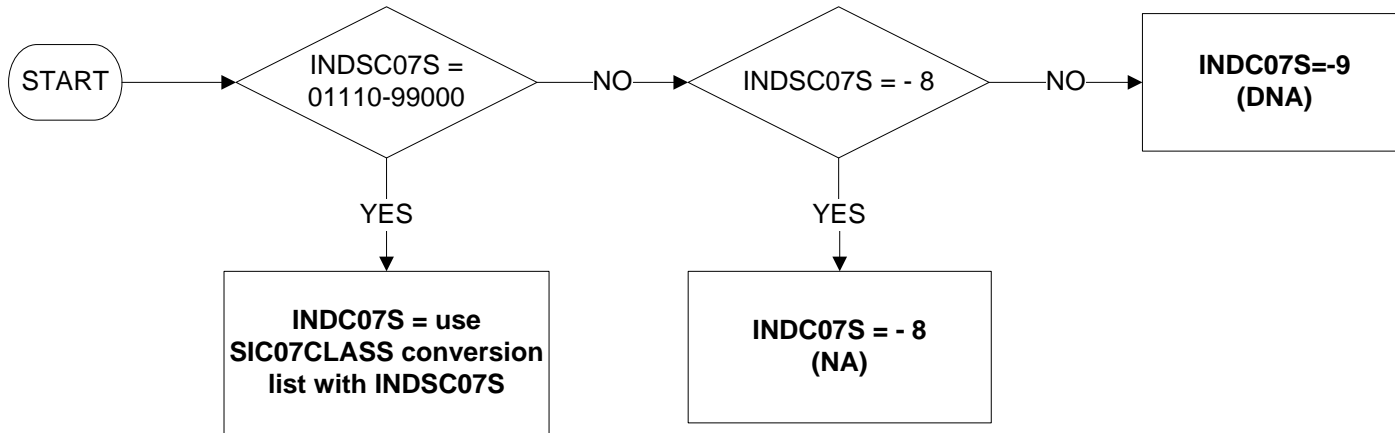 START
INDSC07S =
01110-99000
NO
INDSC07S = - 8
NO
INDC07S=-9
(DNA)
YES
YES
INDC07S = use
SIC07CLASS conversion
list with INDSC07S
INDC07S = - 8
(NA)